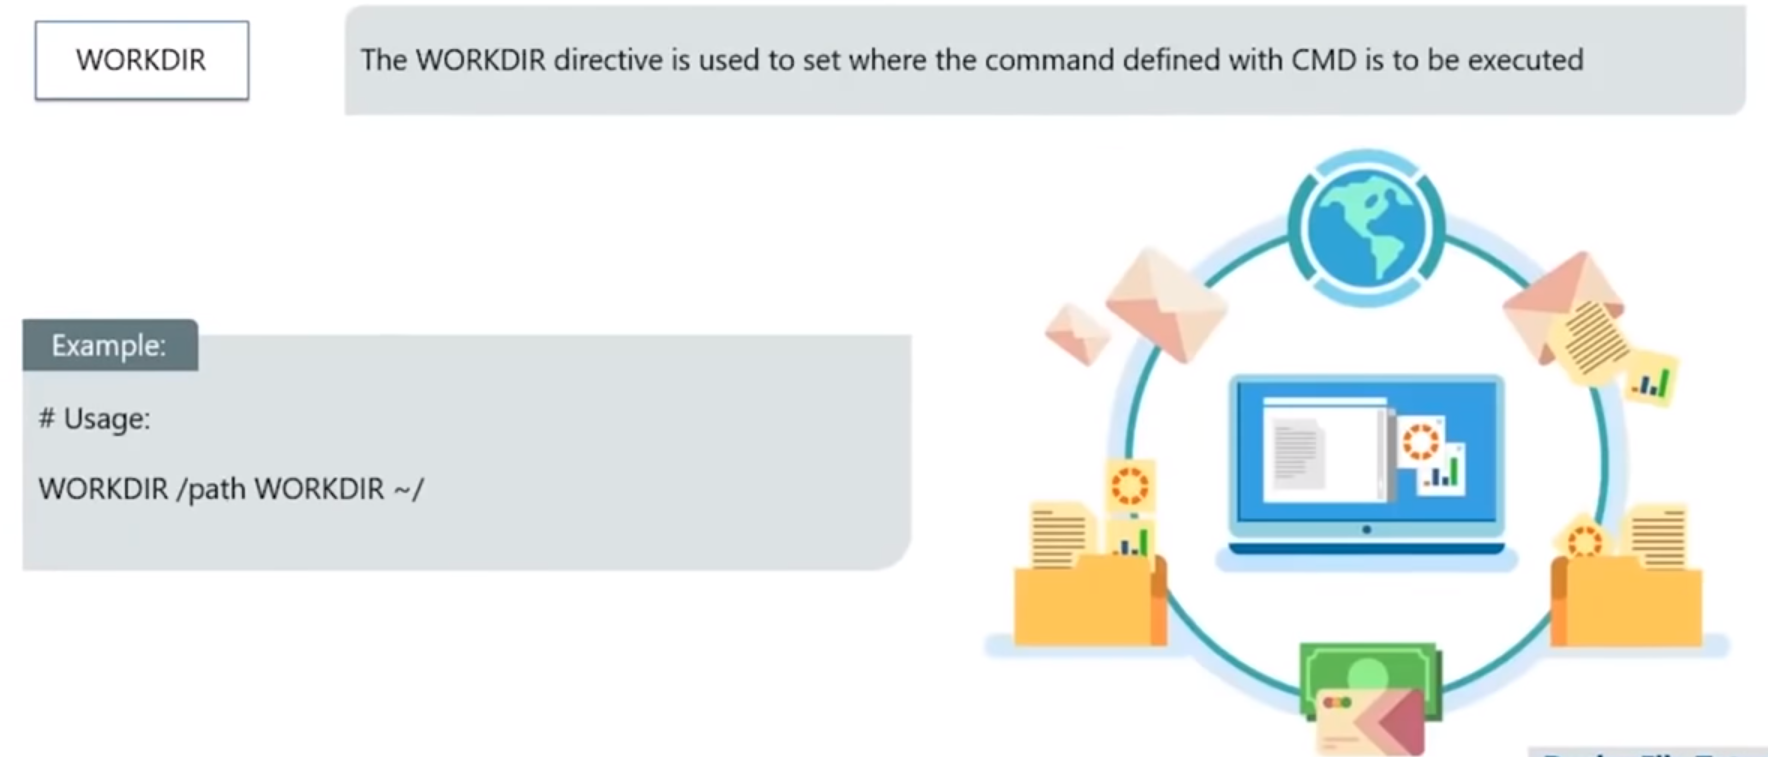 WORKDIR
The WORKDIR directive is used to set where the command defined with CMD is to be executed
Example:
# Usage:
WORKDIR /path WORKDIR ~/